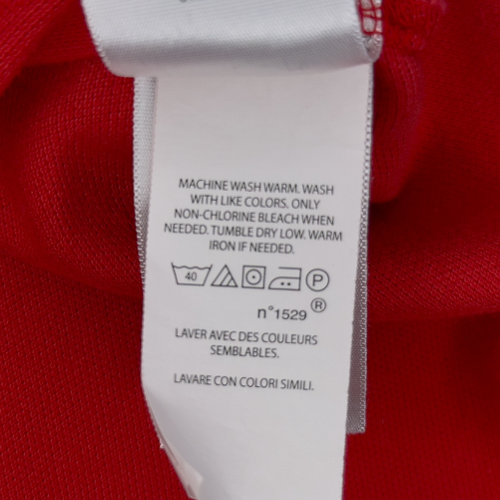 MACHINE WASH WARM. WASH
WITH LIKE COLORS. ONLY
NON-CHLORINE BLEACH WHEN
NEEDED. TUMBLE DRY LOW. WARM
IRON IF NEEDED.
40 P
n°1529 ®
LAVER AVEC DES COULEURS
SEMBLABLES.
LAVARE CON COLORI SIMILI.